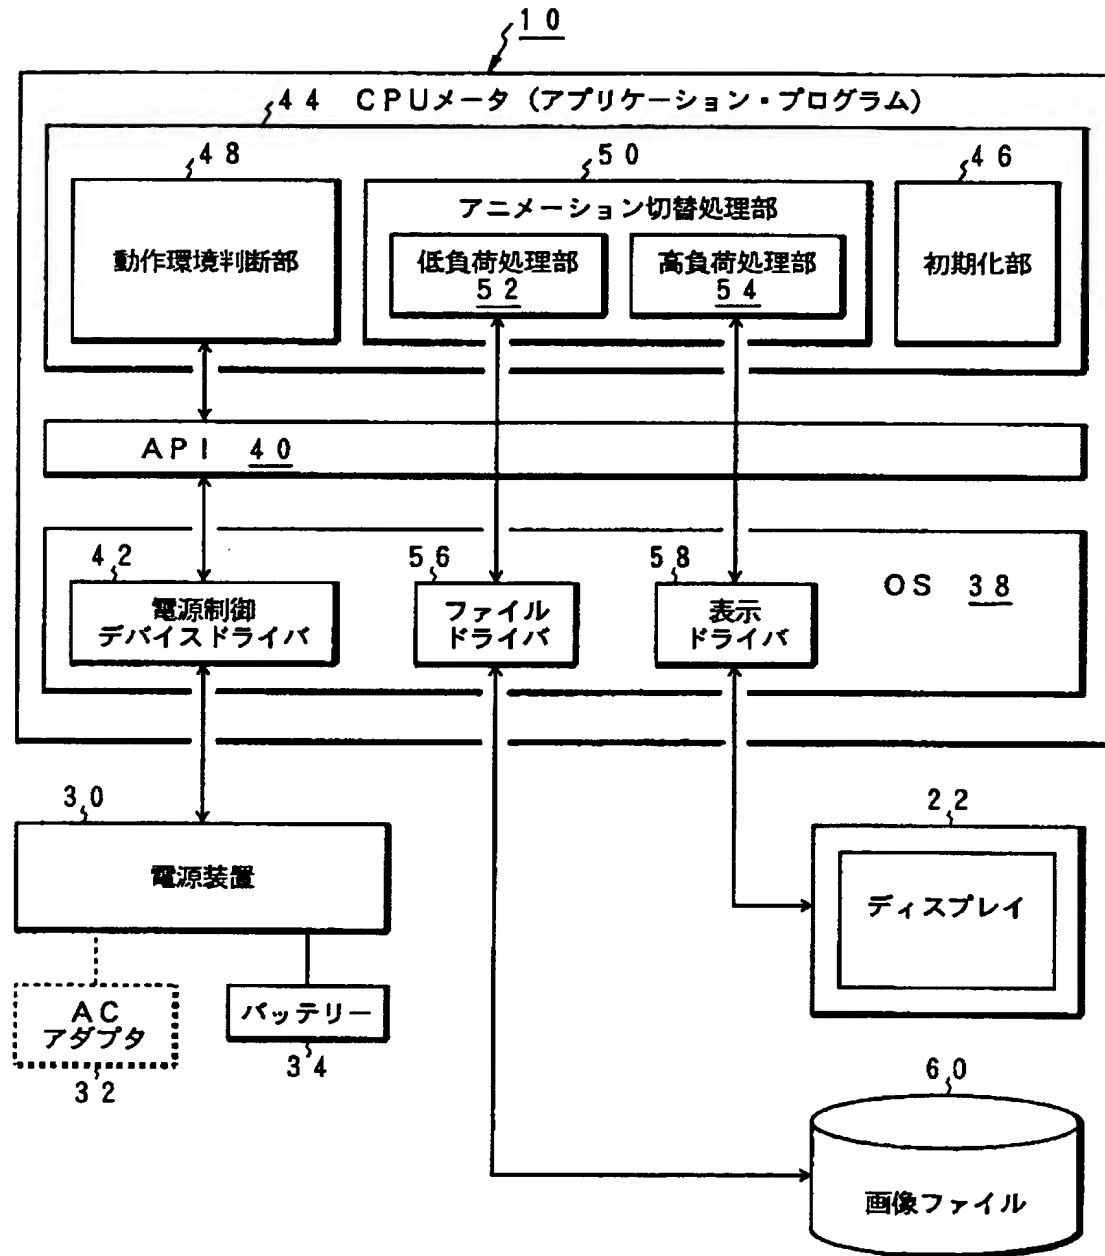 10
44 CPUメータ(アプリケーション・プログラム)
48
50
46
動作環境判断部
アニメーション切替処理部
低負荷処理部
52
高負荷処理部
54
初期化部
API 40
42
56
58
OS 38
電源制御
デバイスドライバ
ファイル
ドライバ
表示
ドライバ
30
22
電源装置
ディスプレイ
AC
アダプタ
32
バッテリー
34
60
画像ファイル